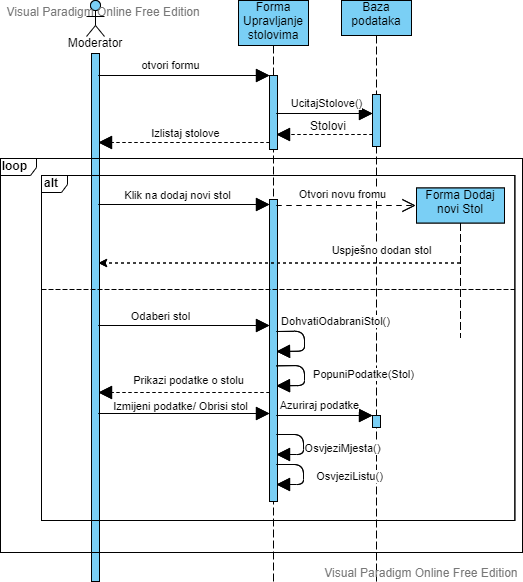 Visual Paradigm Online Free Edition
Moderator
Forma
Upravljanje
stolovima
Baza
podataka
otvori formu
UcitajStolove()
Stolovi
Izlistaj stolove
loop
alt
Klik na dodaj novi stol
Otvori novu fromu
Forma Dodaj
novi Stol
Uspješno dodan stol
Odaberi stol
DohvatiOdabraniStol()
PopuniPodatke(Stol)
Prikazi podatke o stolu
Izmijeni podatke/ Obrisi stol
Azuriraj podatke
OsvjeziMjesta()
OsvjeziListu()
Visual Paradigm Online Free Edition